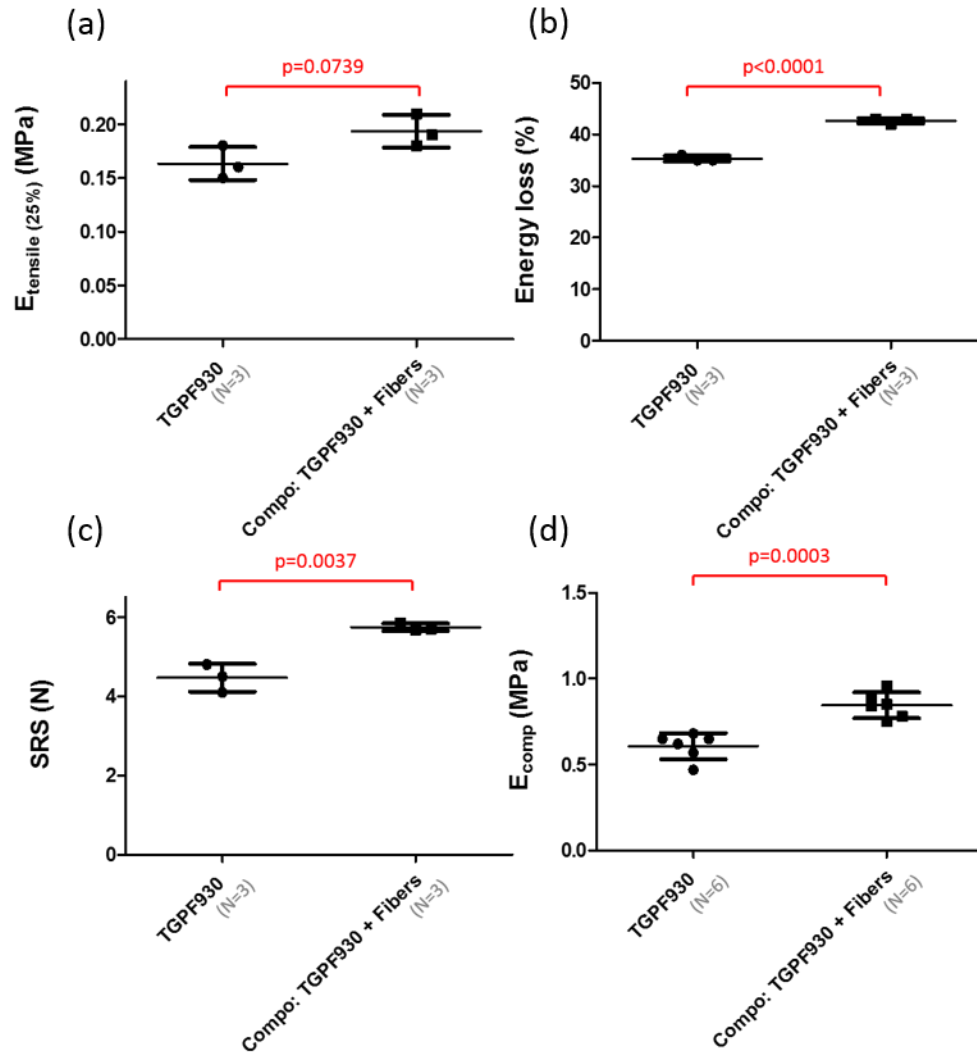 (a)
p=0.0739
E_tensile (25%) (MPa)
0.20
0.15
0.10
0.05
0.00
TGPF930
(N=3)
Compo: TGPF930 + Fibers
(N=3)
(b)
p<0.0001
Energy loss (%)
50
40
30
20
10
0
TGPF930
(N=3)
Compo: TGPF930 + Fibers
(N=3)
(c)
p=0.0037
SRS (N)
6
4
2
0
TGPF930
(N=3)
Compo: TGPF930 + Fibers
(N=3)
(d)
p=0.0003
E_comp (MPa)
1.5
1.0
0.5
0.0
TGPF930
(N=6)
Compo: TGPF930 + Fibers
(N=6)